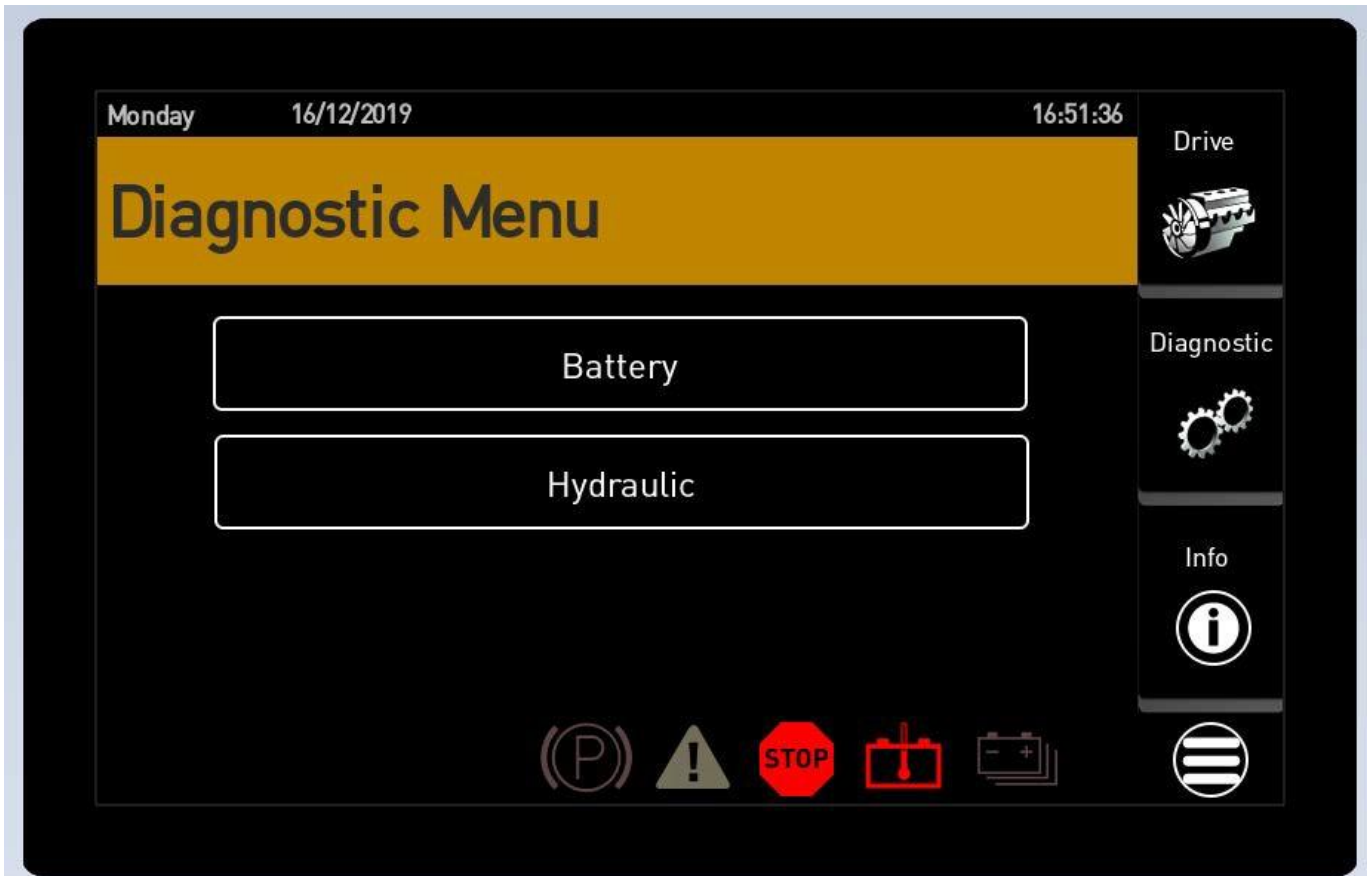 Monday 16/12/2019 16:51:36
Diagnostic Menu
Battery
Hydraulic
Drive
Diagnostic
Info
P
!
STOP
- +